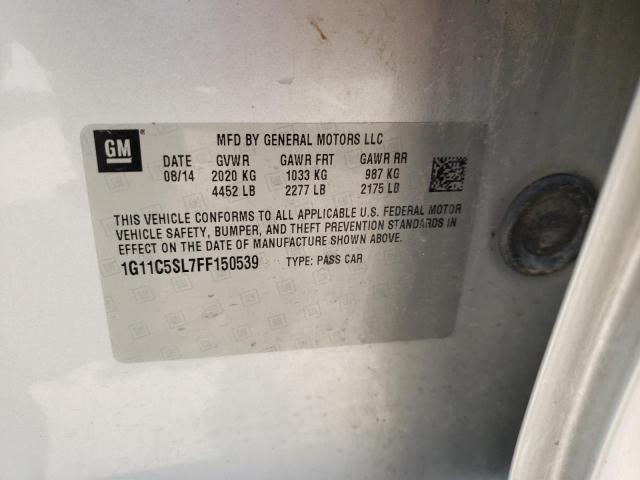 GM ® MFD BY GENERAL MOTORS LLC
DATE GVWR GAWR FRT GAWR RR
08/14 2020 KG 1033 KG 987 KG
4452 LB 2277 LB 2175 LB
THIS VEHICLE CONFORMS TO ALL APPLICABLE U.S. FEDERAL MOTOR
VEHICLE SAFETY, BUMPER, AND THEFT PREVENTION STANDARDS IN
EFFECT ON THE DATE OF MANUFACTURE SHOWN ABOVE.
1G11C5SL7FF150539 TYPE: PASS CAR